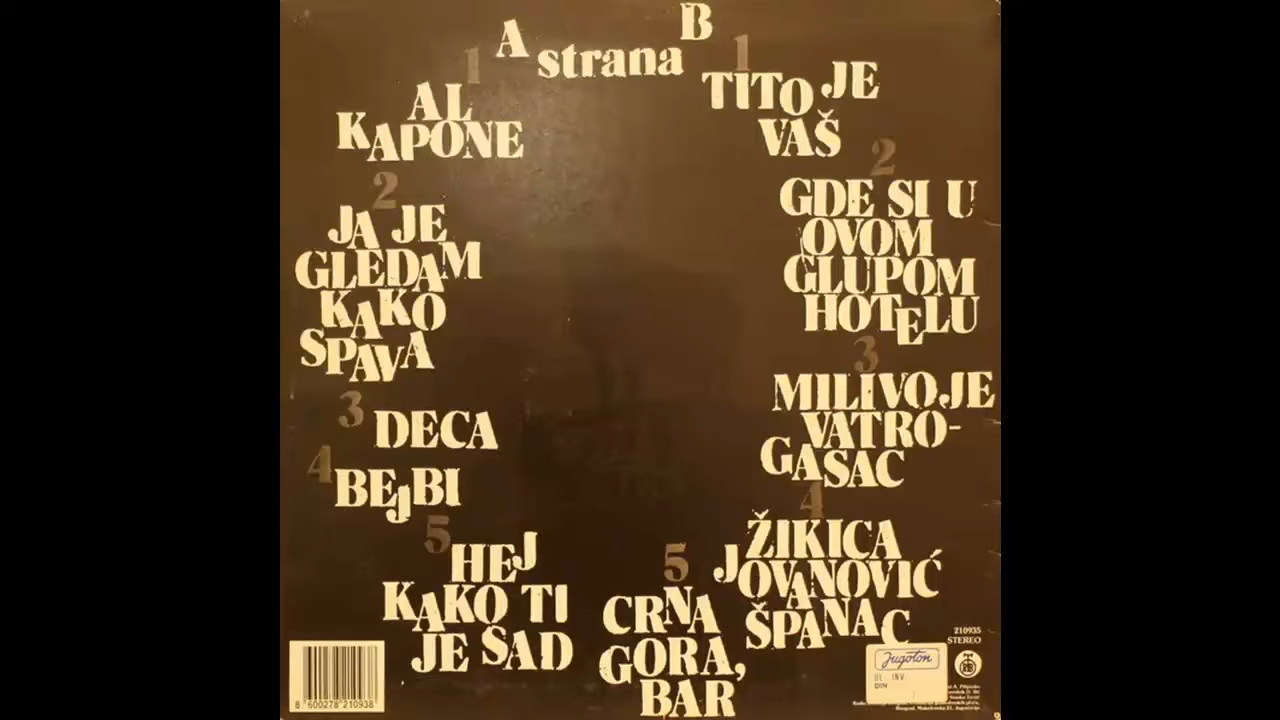 A strana B
1
AL
KAPONE
2
JA JE
GLEDAM
KAKO
SPAVA
3
DECA
4
BEJBI
5
HEJ
KAKO TI
JE SAD
1
TITO JE
VAŠ
2
GDE SI U
OVOM
GLUPOM
HOTELU
3
MILIVOJE
VATRO-
GASAC
4
ŽIKICA
JOVANOVIĆ
ŠPANAC
5
CRNA
GORA,
BAR
210935
STEREO
Jugoton
INV.
DIN
8 600278 210938